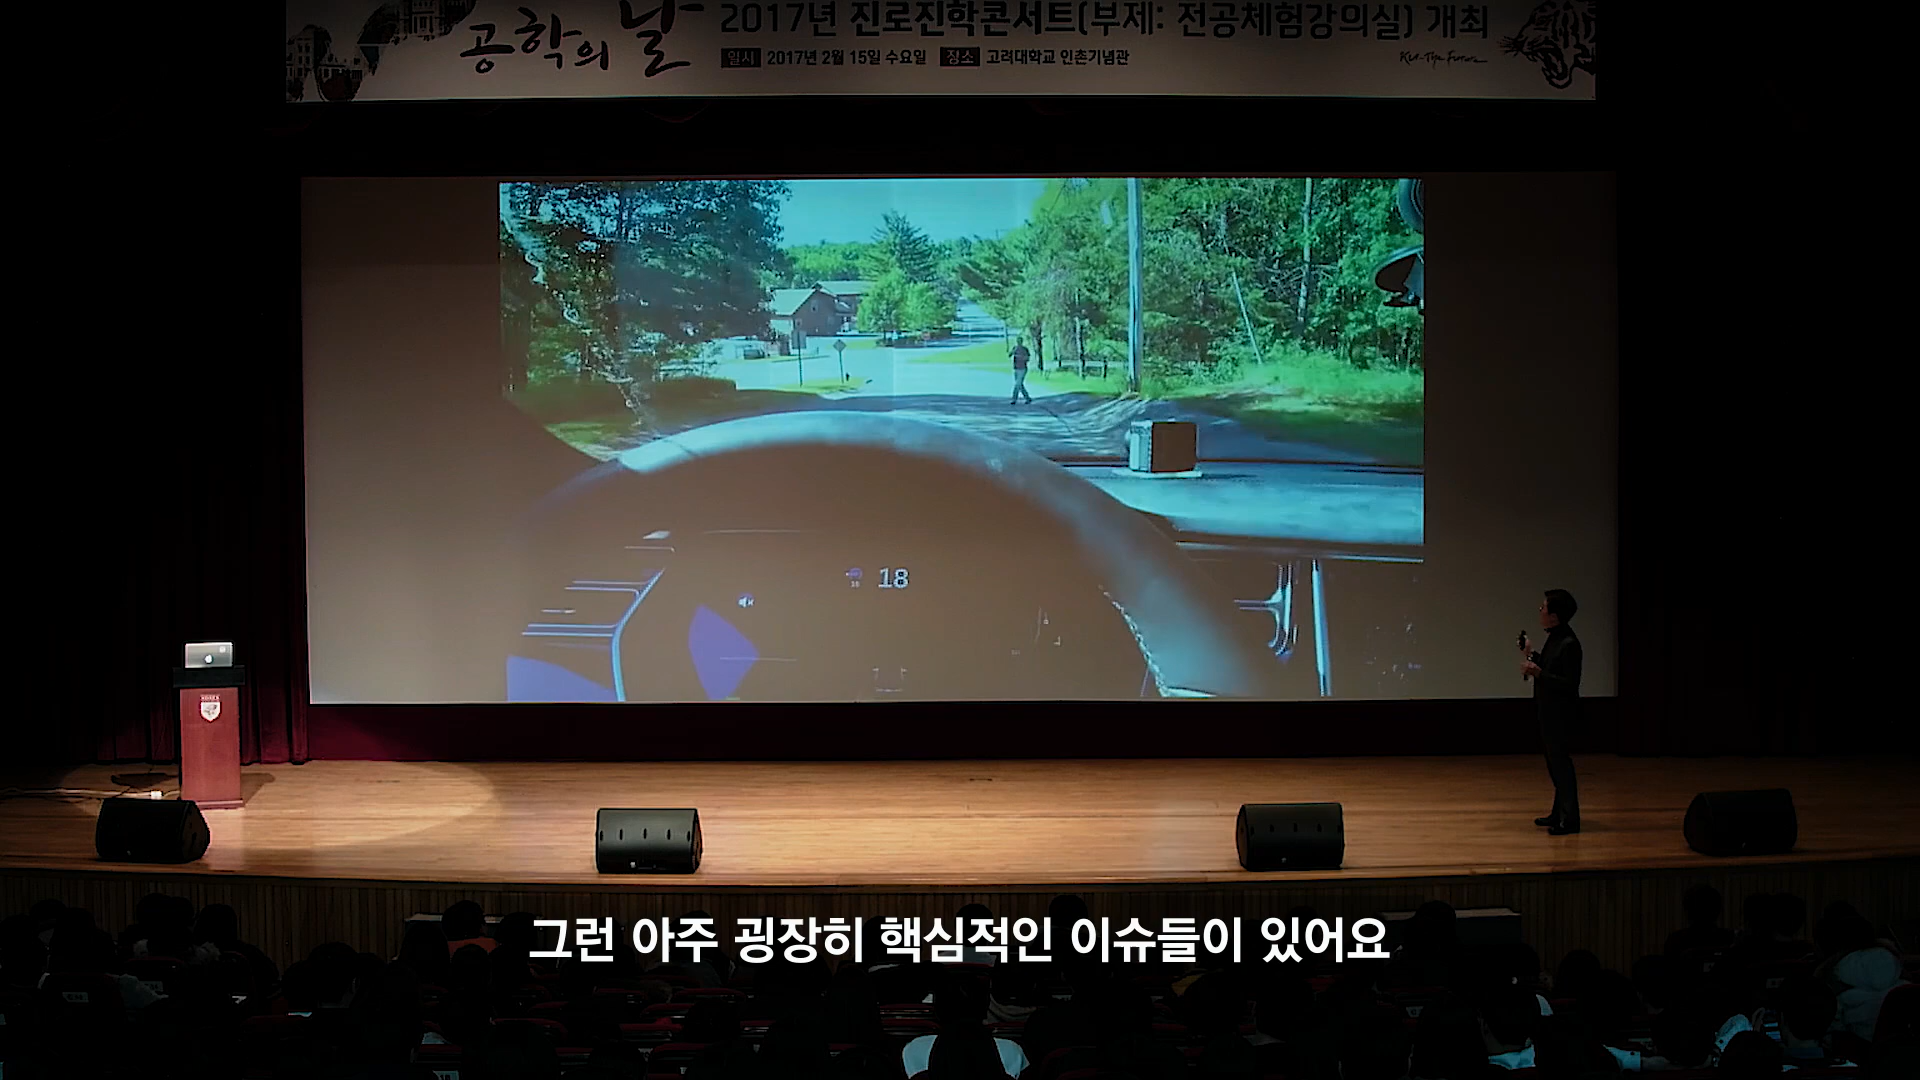 공학의 날
2017년 진로진학콘서트(부제: 전공체험강의실) 개최
일시 2017년 2월 15일 수요일 장소 고려대학교 인촌기념관
18
18
KOREA
그런 아주 굉장히 핵심적인 이슈들이 있어요